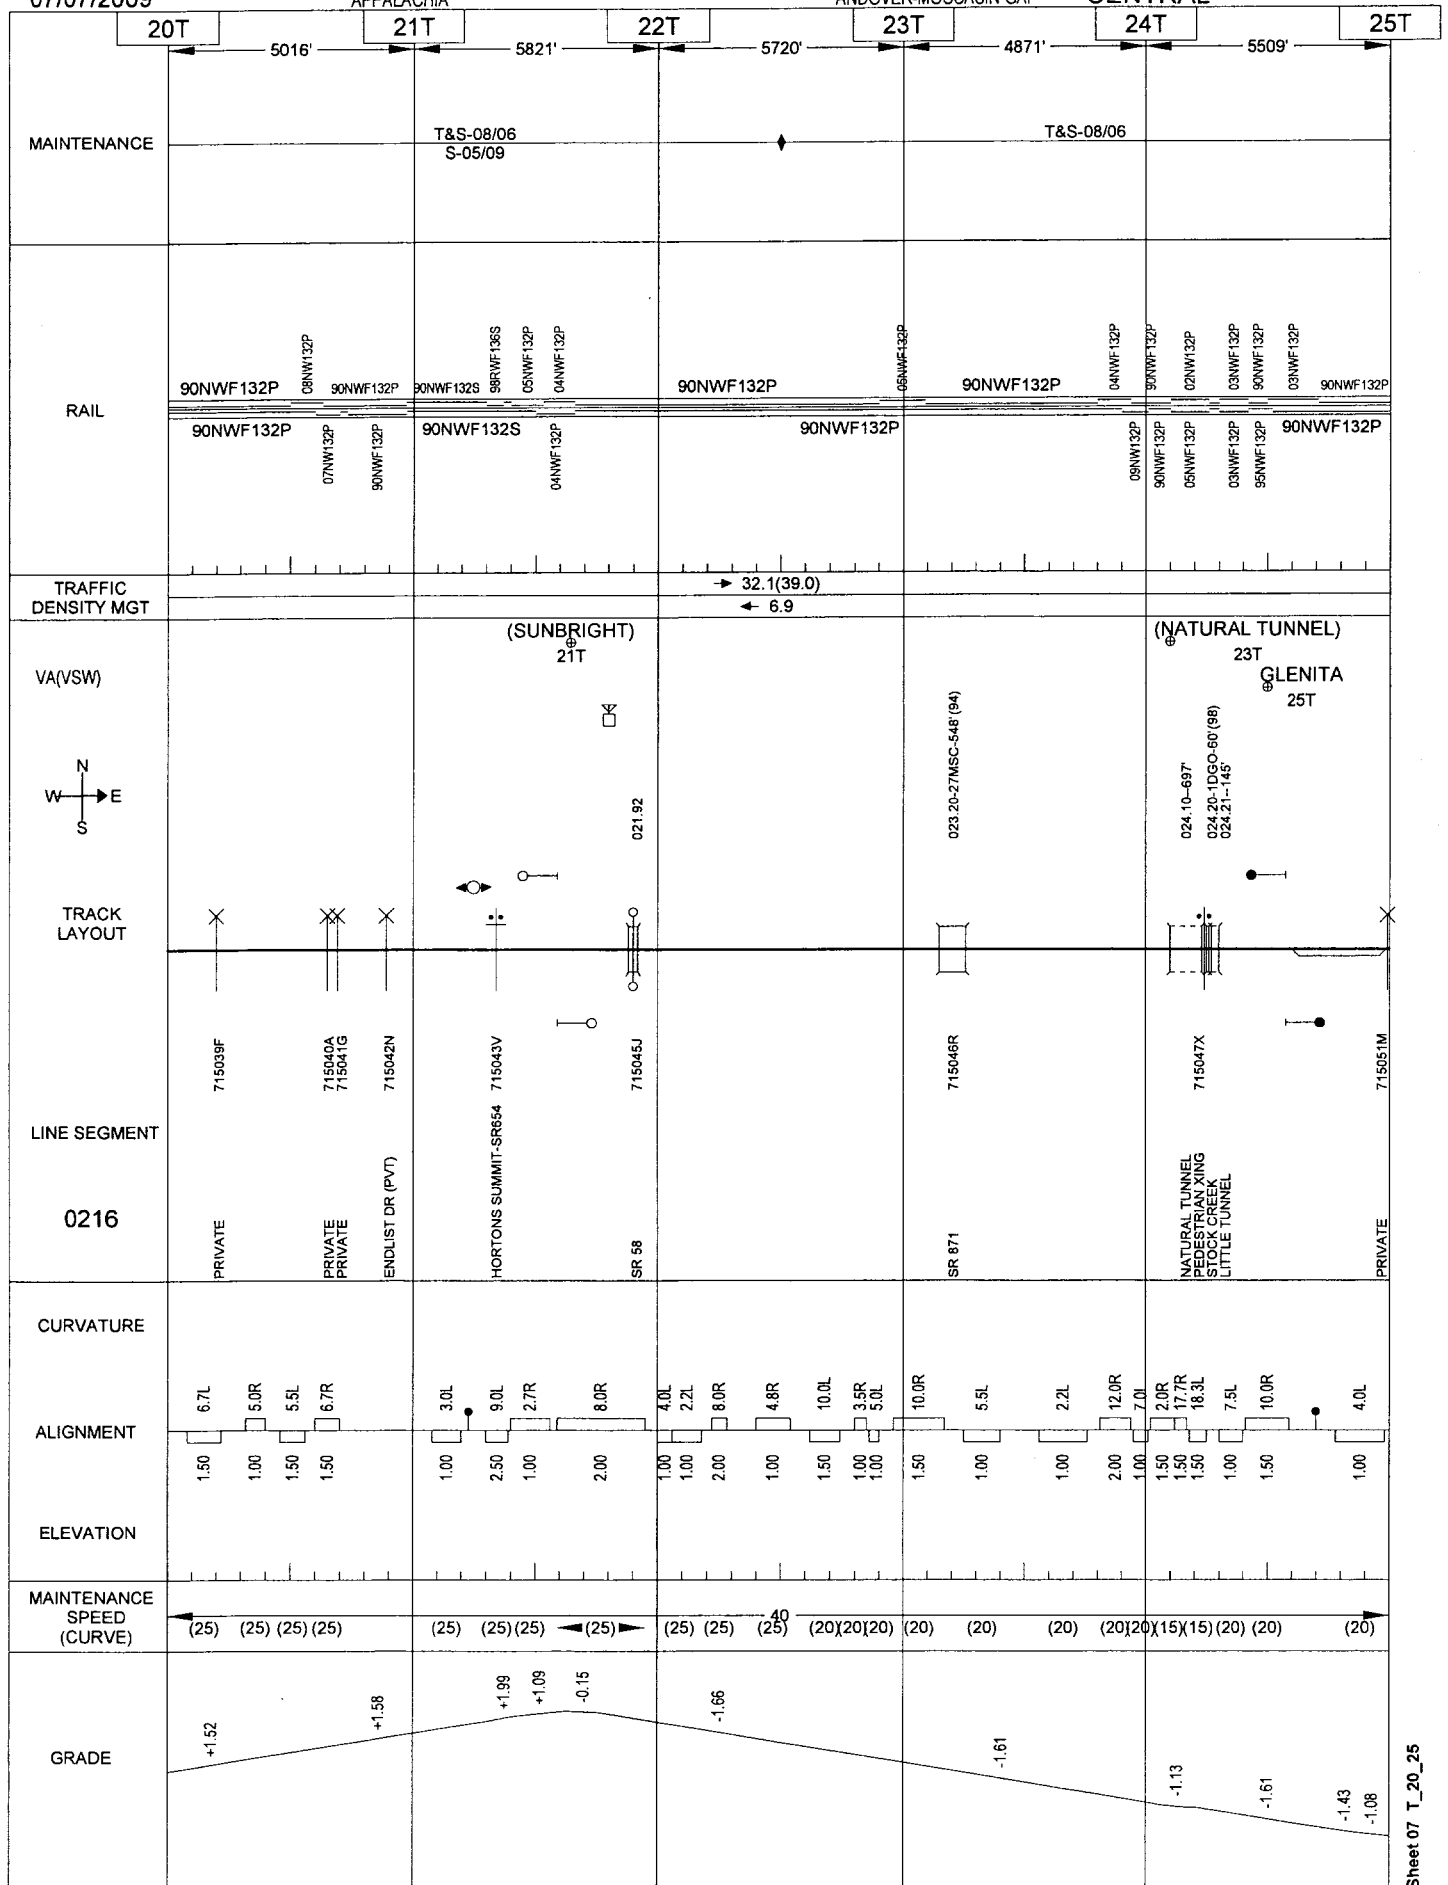 07/07/2009 APPALACHIA ANDOVER-MOCCASIN GAP CENTRAL
20T 21T 22T 23T 24T 25T
5016' 5821' 5720' 4871' 5509'
MAINTENANCE
T&S-08/06 T&S-08/06
S-05/09
RAIL
08NW132P 98RWF136S 05NWF132P 04NWF132P 05NWF132P 04NWF132P 90NWF132P 02NW132P 03NWF132P 90NWF132P 03NWF132P
90NWF132P 90NWF132P 90NWF132S 90NWF132P 90NWF132P 90NWF132P
90NWF132P 90NWF132S 90NWF132P 90NWF132P
07NW132P 90NWF132P 04NWF132P 09NW132P 90NWF132P 05NWF132P 03NWF132P 95NWF132P
TRAFFIC
DENSITY MGT
32.1(39.0)
6.9
VA(VSW)
(SUNBRIGHT)
21T
(NATURAL TUNNEL)
23T
GLENITA
25T
N
W E
S
021.92
023.20-27MSC-548'(94)
024.10--697'
024.20-1DGO-60'(98)
024.21--145'
TRACK
LAYOUT
715039F
715040A
715041G
715042N
715043V
715045J
715046R
715047X
715051M
LINE SEGMENT
0216
PRIVATE
PRIVATE
PRIVATE
ENDLIST DR (PVT)
HORTONS SUMMIT-SR654
SR 58
SR 871
NATURAL TUNNEL
PEDESTRIAN XING
STOCK CREEK
LITTLE TUNNEL
PRIVATE
CURVATURE
6.7L 5.0R 5.5L 6.7R 3.0L 9.0L 2.7R 8.0R 4.0L 2.2L 8.0R 4.8R 10.0L 3.5R 5.0L 10.0R 5.5L 2.2L 12.0R 7.0L 2.0R 17.7R 18.3L 7.5L 10.0R 4.0L
ALIGNMENT
1.50 1.00 1.50 1.50 1.00 2.50 1.00 2.00 1.00 1.00 2.00 1.00 1.50 1.00 1.00 1.50 1.00 1.00 2.00 1.00 1.50 1.50 1.50 1.00 1.50 1.00
ELEVATION
MAINTENANCE
SPEED
(CURVE)
40
(25) (25) (25) (25) (25) (25) (25) (25) (25) (25) (25) (20) (20) (20) (20) (20) (20) (20) (20) (15) (15) (20) (20) (20)
GRADE
+1.52 +1.58 +1.99 +1.09 -0.15 -1.66 -1.61 -1.13 -1.61 -1.43 -1.08
Sheet 07 T_20_25